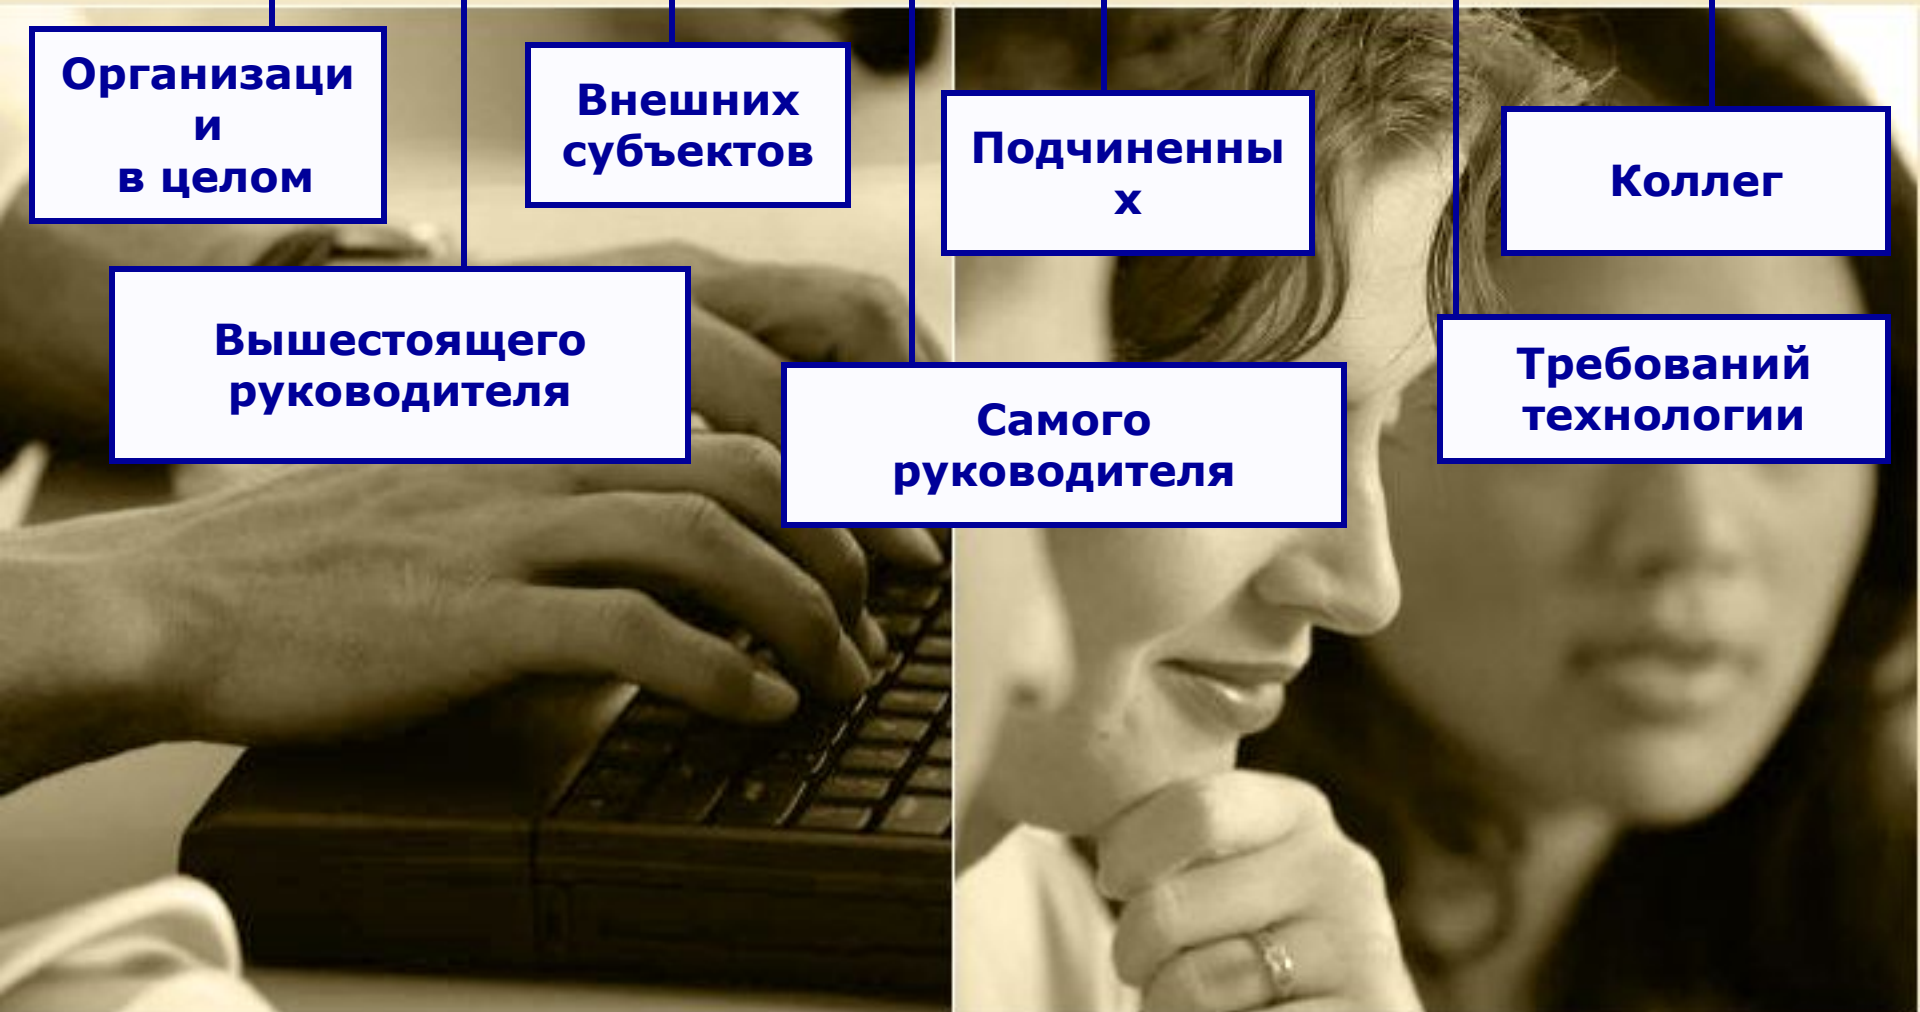 Организаци
и
в целом
Внешних
субъектов
Подчиненны
х
Коллег
Вышестоящего
руководителя
Самого
руководителя
Требований
технологии